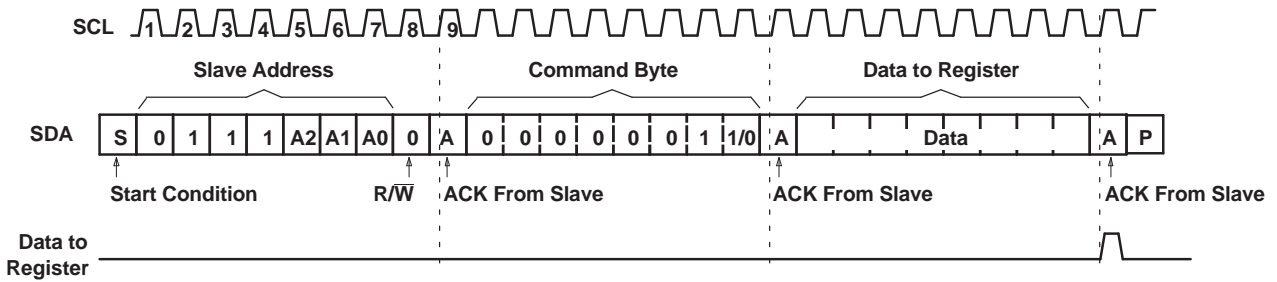 SCL 1 2 3 4 5 6 7 8 9
Slave Address Command Byte Data to Register
SDA S 0 1 1 1 A2 A1 A0 0 A 0 0 0 0 0 0 1 1/0 A Data A P
Start Condition R/W̅ ACK From Slave ACK From Slave ACK From Slave
Data to
Register